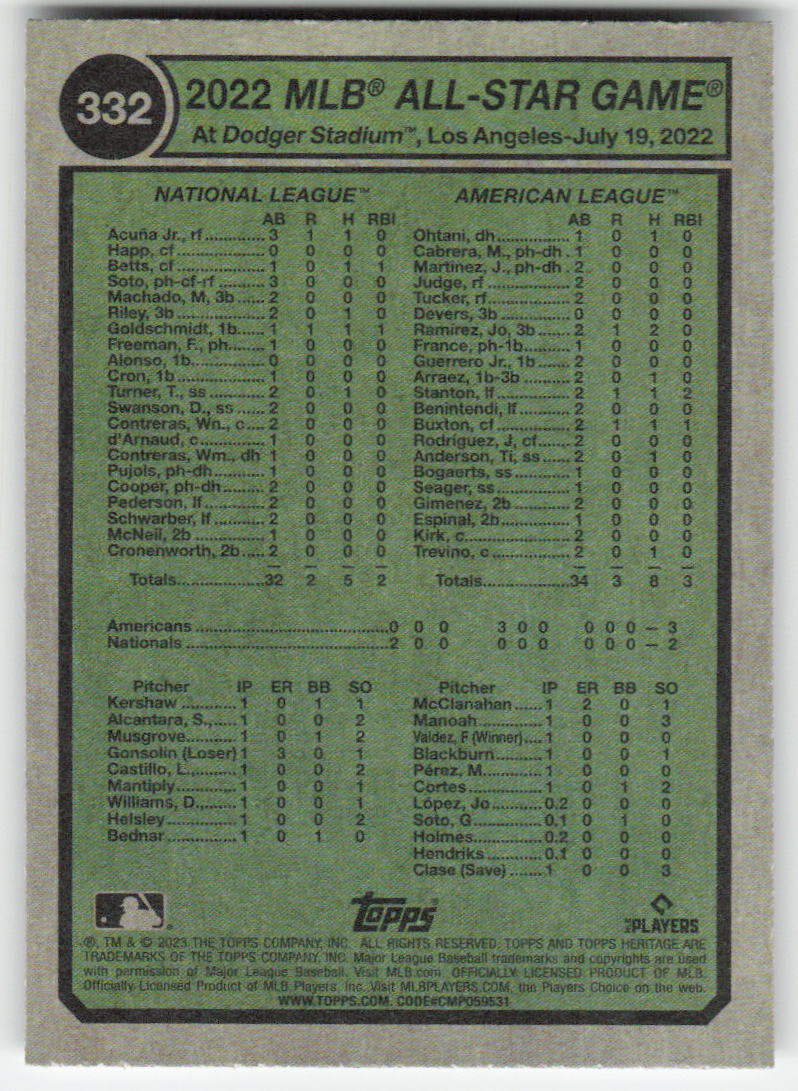 332
2022 MLB® ALL-STAR GAME®
At Dodger Stadium™, Los Angeles-July 19, 2022
NATIONAL LEAGUE™
AB R H RBI
Acuña Jr., rf.............3 1 1 0
Happ, cf..................0 0 0 0
Betts, cf..................1 0 1 1
Soto, ph-cf-rf..........3 0 0 0
Machado, M, 3b......2 0 0 0
Riley, 3b..................2 0 1 0
Goldschmidt, 1b......1 1 1 1
Freeman, F., ph.......1 0 0 0
Alonso, 1b...............0 0 0 0
Cron, 1b..................1 0 0 0
Turner, T., ss...........2 0 1 0
Swanson, D., ss......2 0 0 0
Contreras, Wn., c....2 0 0 0
d'Arnaud, c..............1 0 0 0
Contreras, Wm., dh 1 0 0 0
Pujols, ph-dh...........1 0 0 0
Cooper, ph-dh.........2 0 0 0
Pederson, lf.............2 0 0 0
Schwarber, lf...........2 0 0 0
McNeil, 2b...............1 0 0 0
Cronenworth, 2b.....2 0 0 0
Totals..............32 2 5 2
AMERICAN LEAGUE™
AB R H RBI
Ohtani, dh................1 0 1 0
Cabrera, M., ph-dh.1 0 0 0
Martinez, J., ph-dh.2 0 0 0
Judge, rf..................2 0 0 0
Tucker, rf.................2 0 0 0
Devers, 3b..............0 0 0 0
Ramírez, Jo, 3b......2 1 2 0
France, ph-1b.........1 0 0 0
Guerrero Jr., 1b......2 0 0 0
Arraez, 1b-3b.........2 0 1 0
Stanton, lf...............2 1 1 2
Benintendi, lf..........2 0 0 0
Buxton, cf...............2 1 1 1
Rodríguez, J, cf......2 0 0 0
Anderson, Ti, ss.....2 0 1 0
Bogaerts, ss...........1 0 0 0
Seager, ss..............1 0 0 0
Gimenez, 2b..........2 0 0 0
Espinal, 2b.............1 0 0 0
Kirk, c.....................2 0 0 0
Trevino, c...............2 0 1 0
Totals..............34 3 8 3
Americans.......................................0 0 0 3 0 0 0 0 0 — 3
Nationals.........................................2 0 0 0 0 0 0 0 0 — 2
Pitcher IP ER BB SO
Kershaw............1 0 1 1
Alcantara, S.,.....1 0 0 2
Musgrove..........1 0 1 2
Gonsolin (Loser) 1 3 0 1
Castillo, L.,........1 0 0 2
Mantiply............1 0 0 1
Williams, D.,......1 0 0 1
Helsley..............1 0 0 2
Bednar..............1 0 1 0
Pitcher IP ER BB SO
McClanahan......1 2 0 1
Manoah............1 0 0 3
Valdez, F (Winner)....1 0 0 0
Blackburn..........1 0 0 1
Pérez, M............1 0 0 0
Cortes...............1 0 1 2
López, Jo..........0.2 0 0 0
Soto, G.............0.1 0 1 0
Holmes.............0.2 0 0 0
Hendriks...........0.1 0 0 0
Clase (Save).......1 0 0 3
topps
MLB PLAYERS
®, TM & © 2023 THE TOPPS COMPANY, INC. ALL RIGHTS RESERVED. TOPPS AND TOPPS HERITAGE ARE
TRADEMARKS OF THE TOPPS COMPANY, INC. Major League Baseball trademarks and copyrights are used
with permission of Major League Baseball. Visit MLB.com. OFFICIALLY LICENSED PRODUCT OF MLB
Officially Licensed Product of MLB Players, Inc. Visit MLBPLAYERS.COM, the Players Choice on the web.
WWW.TOPPS.COM. CODE#CMP059531